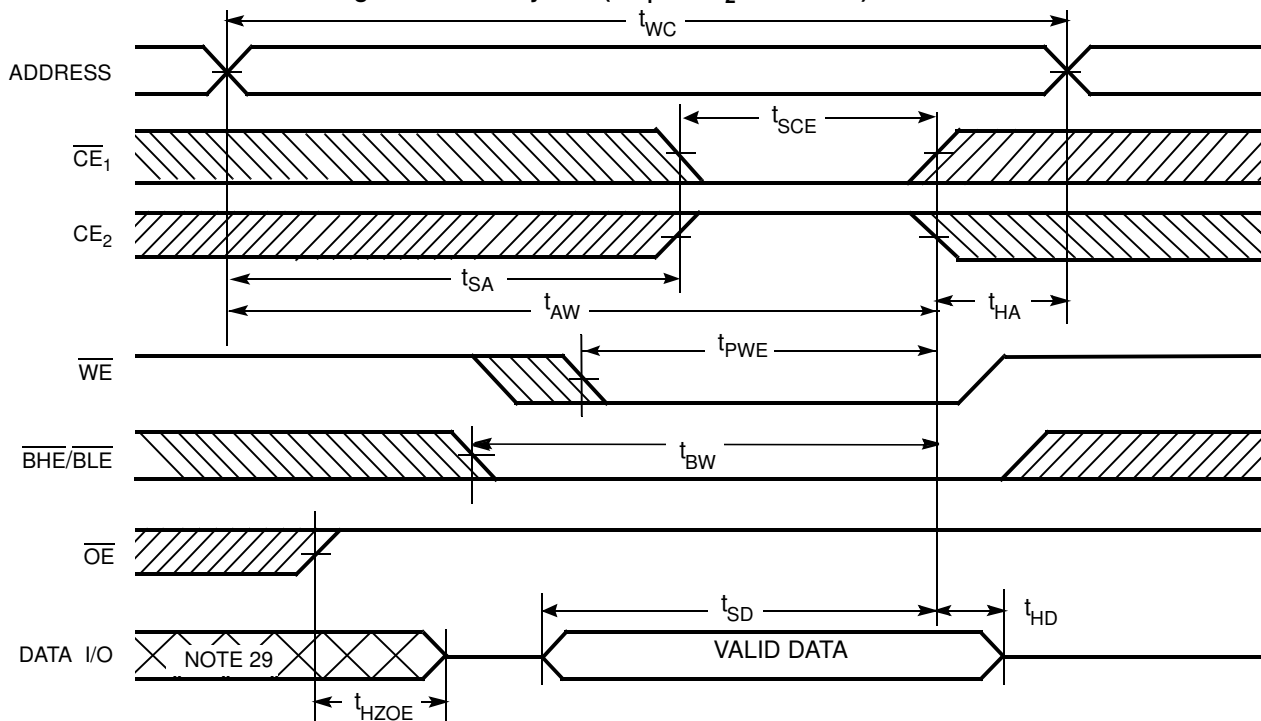 tWC
ADDRESS
tSCE
CE1
CE2
tSA
tAW
tHA
tPWE
WE
BHE/BLE
tBW
OE
tSD
tHD
DATA I/O
NOTE 29
VALID DATA
tHZOE